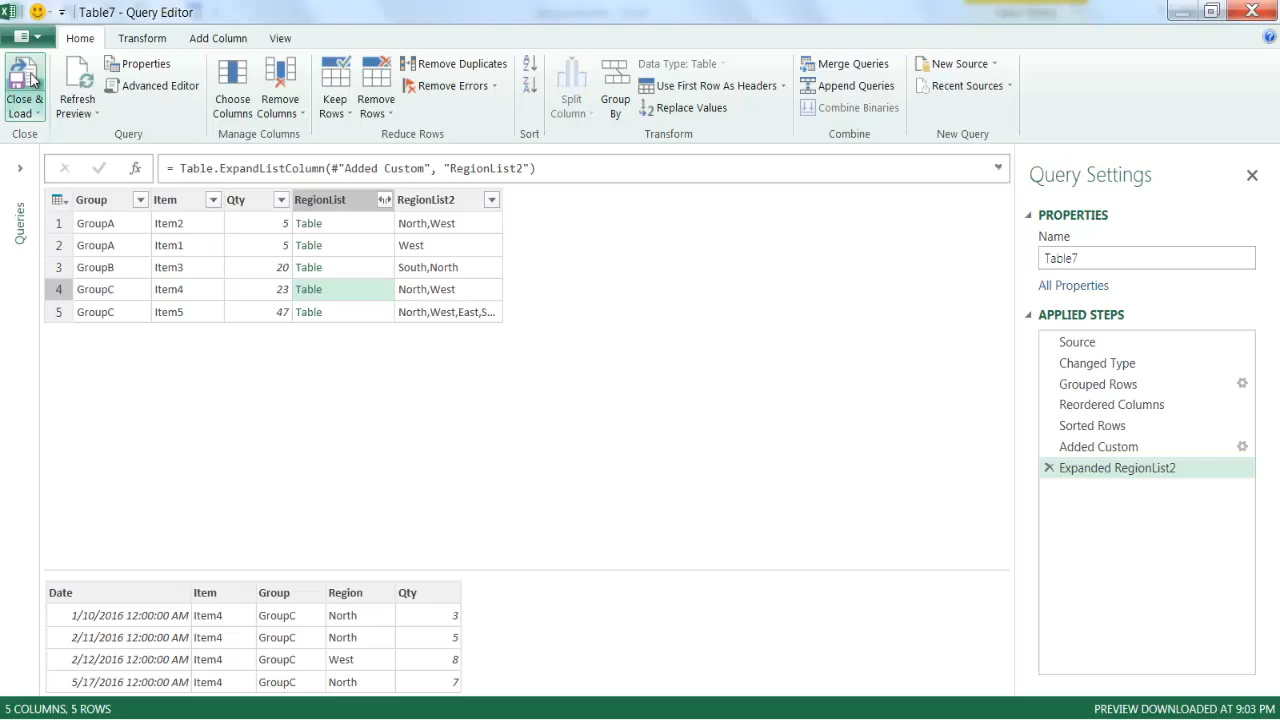 Table7 - Query Editor
Home Transform Add Column View
Close & Load
Refresh Preview
Properties
Advanced Editor
Choose Columns
Remove Columns
Keep Rows
Remove Rows
Remove Duplicates
Remove Errors
Split Column
Group By
Data Type: Table
Use First Row As Headers
Replace Values
Merge Queries
Append Queries
Combine Binaries
New Source
Recent Sources
Close Query Manage Columns Reduce Rows Sort Transform Combine New Query
fx = Table.ExpandListColumn(#"Added Custom", "RegionList2")
Queries
Group Item Qty RegionList RegionList2
1 GroupA Item2 5 Table North,West
2 GroupA Item1 5 Table West
3 GroupB Item3 20 Table South,North
4 GroupC Item4 23 Table North,West
5 GroupC Item5 47 Table North,West,East,S...
Date Item Group Region Qty
1/10/2016 12:00:00 AM Item4 GroupC North 3
2/11/2016 12:00:00 AM Item4 GroupC North 5
2/12/2016 12:00:00 AM Item4 GroupC West 8
5/17/2016 12:00:00 AM Item4 GroupC North 7
Query Settings
PROPERTIES
Name
Table7
All Properties
APPLIED STEPS
Source
Changed Type
Grouped Rows
Reordered Columns
Sorted Rows
Added Custom
Expanded RegionList2
5 COLUMNS, 5 ROWS
PREVIEW DOWNLOADED AT 9:03 PM